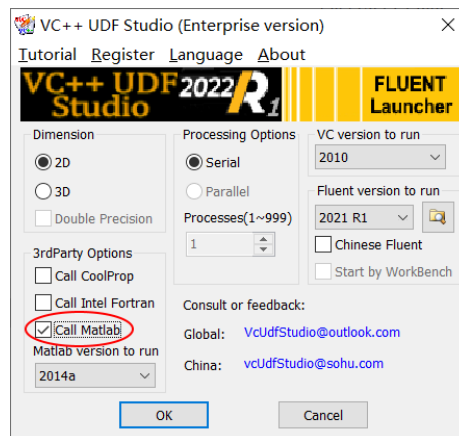 VC++ UDF Studio (Enterprise version)
Tutorial Register Language About
VC++ UDF Studio 2022 R1
FLUENT Launcher
Dimension
2D
3D
Double Precision
Processing Options
Serial
Parallel
Processes(1~999)
1
VC version to run
2010
Fluent version to run
2021 R1
Chinese Fluent
Start by WorkBench
3rdParty Options
Call CoolProp
Call Intel Fortran
Call Matlab
Matlab version to run
2014a
Consult or feedback:
Global: VcUdfStudio@outlook.com
China: vcUdfStudio@sohu.com
OK
Cancel